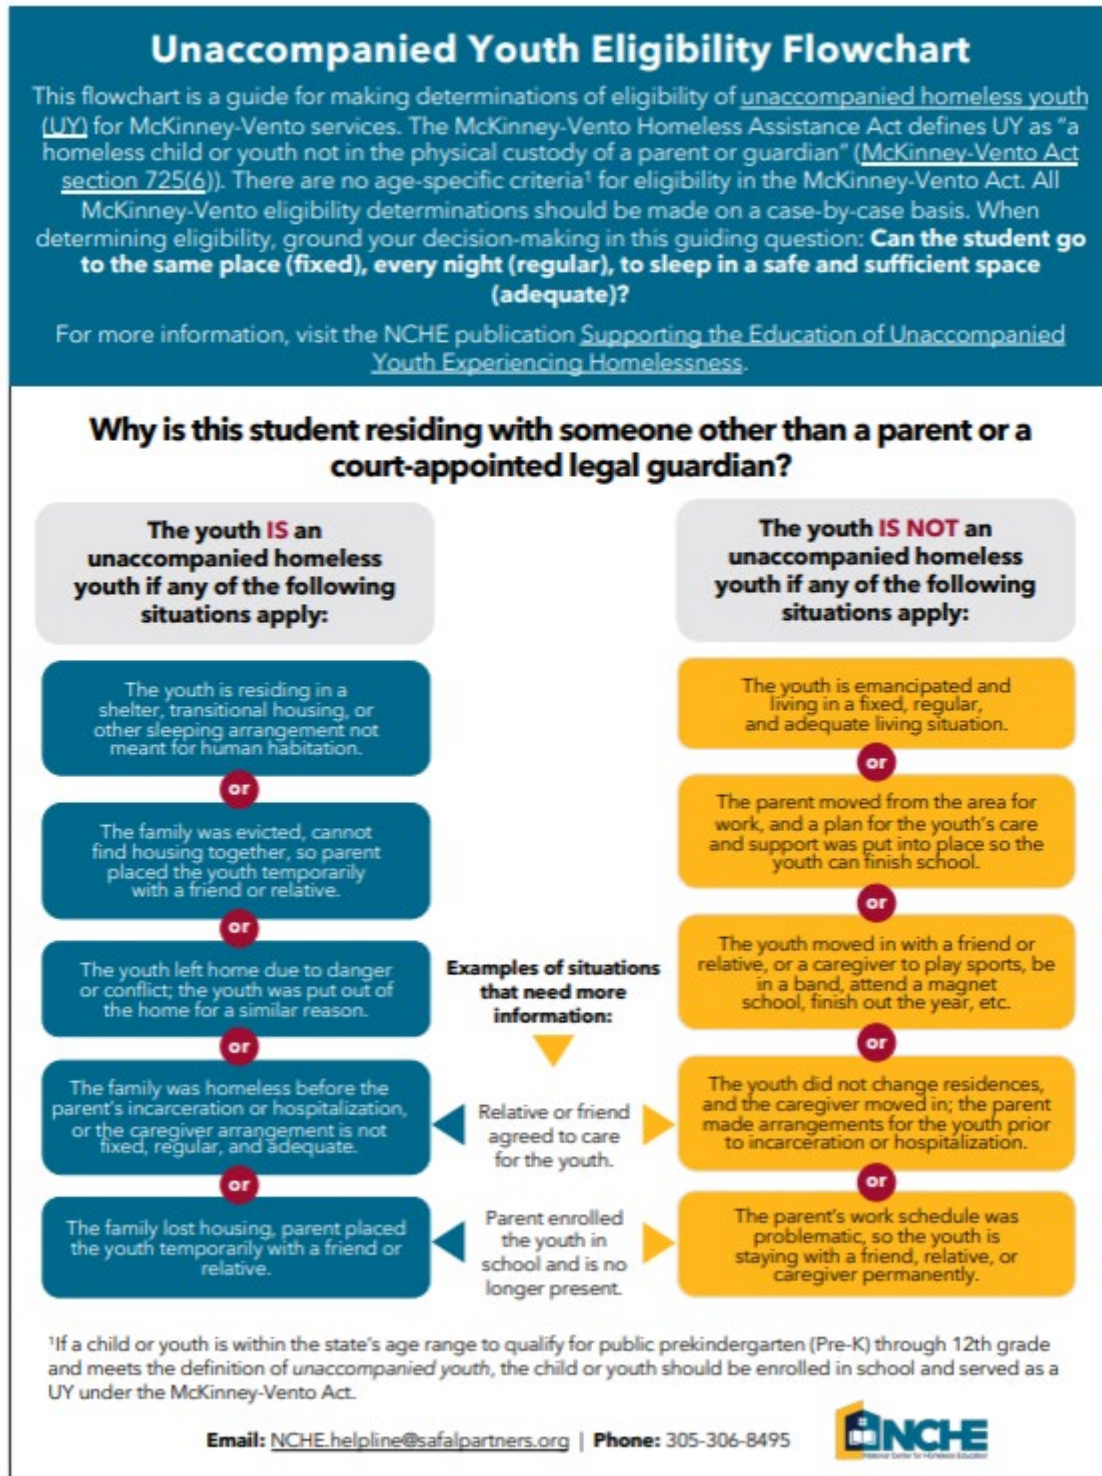 Unaccompanied Youth Eligibility Flowchart
This flowchart is a guide for making determinations of eligibility of unaccompanied homeless youth
(UY) for McKinney-Vento services. The McKinney-Vento Homeless Assistance Act defines UY as "a
homeless child or youth not in the physical custody of a parent or guardian" (McKinney-Vento Act
section 725(6)). There are no age-specific criteria¹ for eligibility in the McKinney-Vento Act. All
McKinney-Vento eligibility determinations should be made on a case-by-case basis. When
determining eligibility, ground your decision-making in this guiding question: Can the student go
to the same place (fixed), every night (regular), to sleep in a safe and sufficient space
(adequate)?
For more information, visit the NCHE publication Supporting the Education of Unaccompanied
Youth Experiencing Homelessness.
Why is this student residing with someone other than a parent or a
court-appointed legal guardian?
The youth IS an
unaccompanied homeless
youth if any of the following
situations apply:
The youth is residing in a
shelter, transitional housing, or
other sleeping arrangement not
meant for human habitation.
or
The family was evicted, cannot
find housing together, so parent
placed the youth temporarily
with a friend or relative.
or
The youth left home due to danger
or conflict; the youth was put out of
the home for a similar reason.
or
The family was homeless before the
parent's incarceration or hospitalization,
or the caregiver arrangement is not
fixed, regular, and adequate.
or
The family lost housing, parent placed
the youth temporarily with a friend or
relative.
Examples of situations
that need more
information:
Relative or friend
agreed to care
for the youth.
Parent enrolled
the youth in
school and is no
longer present.
The youth IS NOT an
unaccompanied homeless
youth if any of the following
situations apply:
The youth is emancipated and
living in a fixed, regular,
and adequate living situation.
or
The parent moved from the area for
work, and a plan for the youth's care
and support was put into place so the
youth can finish school.
or
The youth moved in with a friend or
relative, or a caregiver to play sports, be
in a band, attend a magnet
school, finish out the year, etc.
or
The youth did not change residences,
and the caregiver moved in; the parent
made arrangements for the youth prior
to incarceration or hospitalization.
or
The parent's work schedule was
problematic, so the youth is
staying with a friend, relative, or
caregiver permanently.
¹If a child or youth is within the state's age range to qualify for public prekindergarten (Pre-K) through 12th grade
and meets the definition of unaccompanied youth, the child or youth should be enrolled in school and served as a
UY under the McKinney-Vento Act.
Email: NCHE.helpline@safalpartners.org | Phone: 305-306-8495
NCHE
National Center for Homeless Education